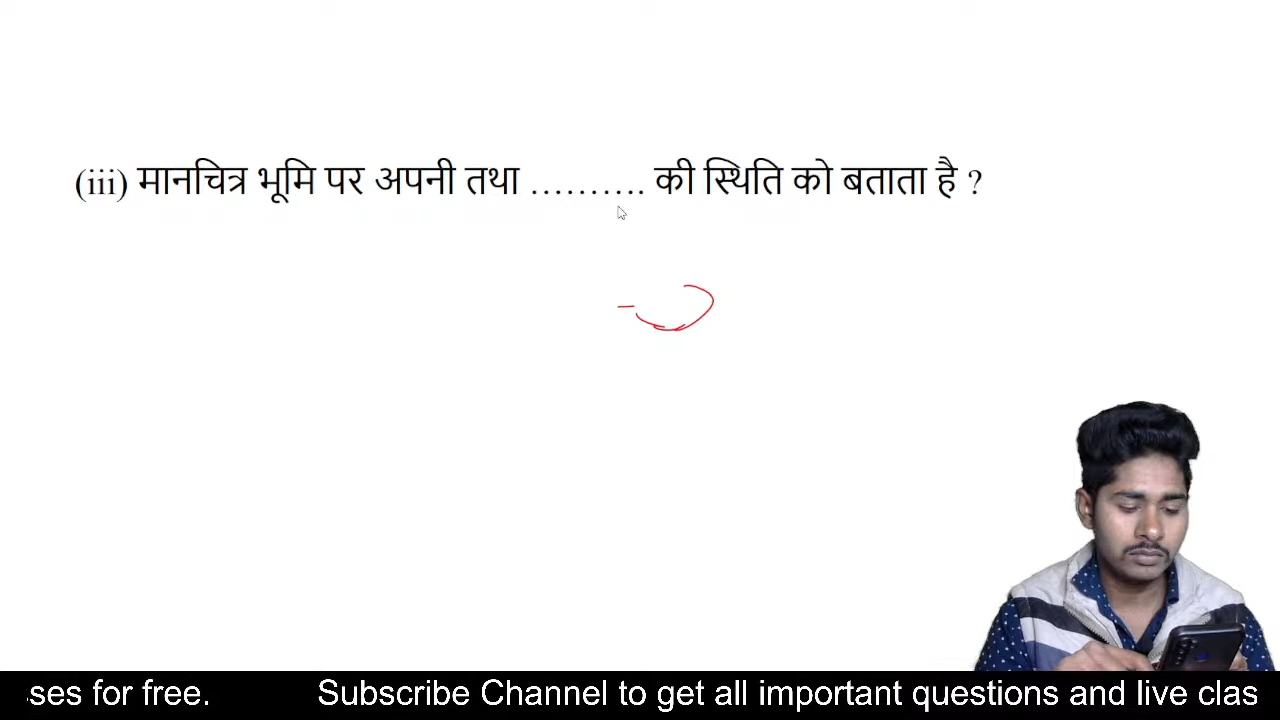 (iii) मानचित्र भूमि पर अपनी तथा .......... की स्थिति को बताता है ?
ses for free. Subscribe Channel to get all important questions and live clas